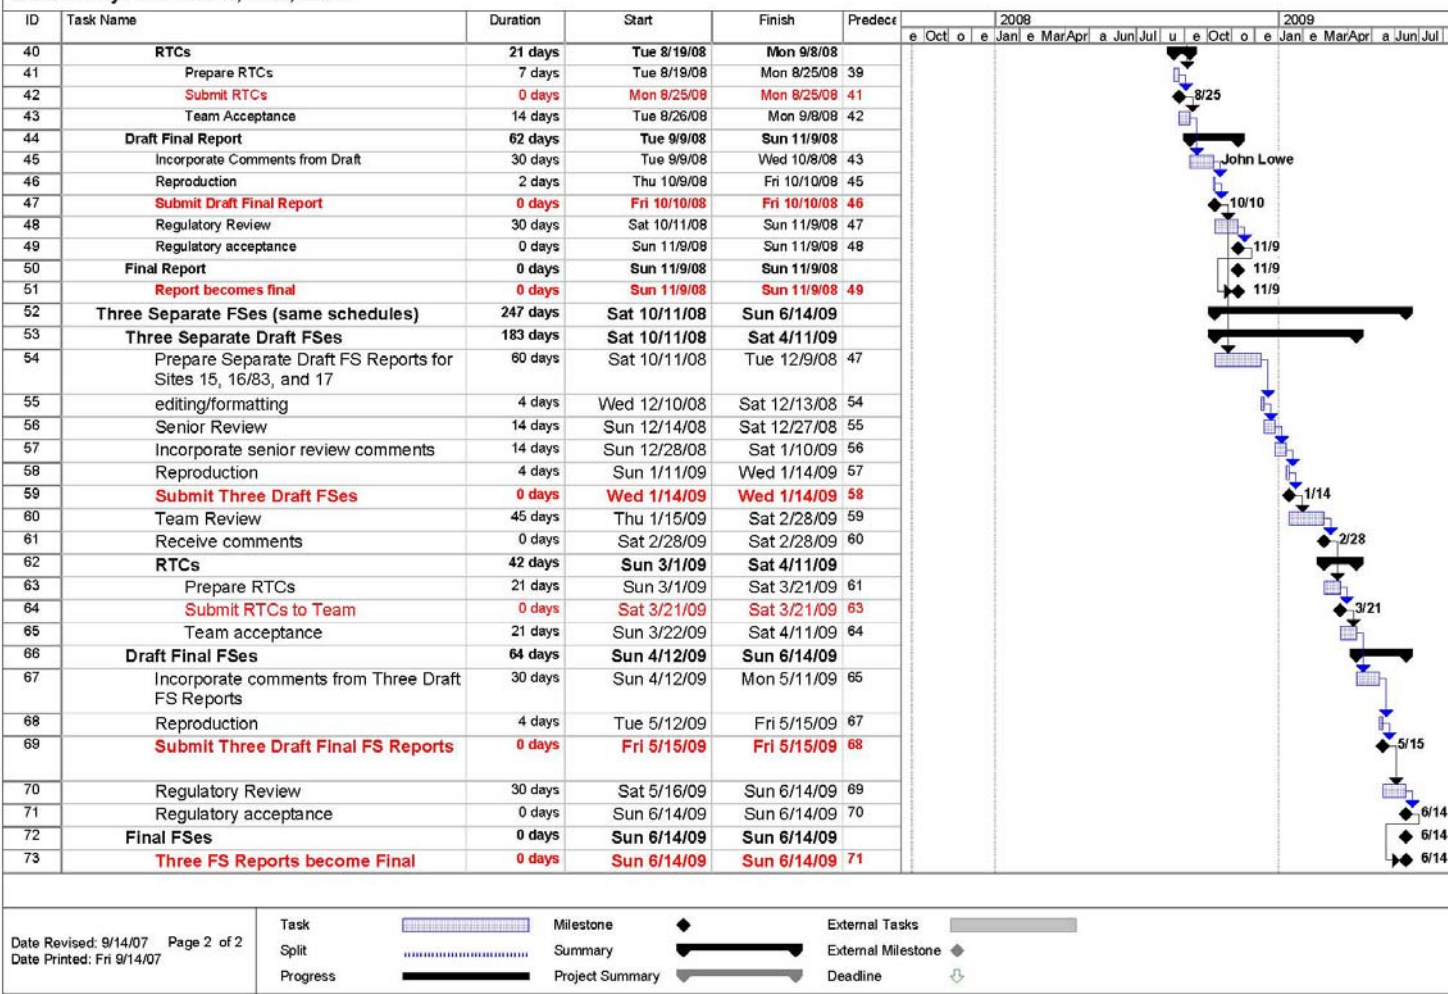 2008 2009
ID Task Name Duration Start Finish Predece e Oct o e Jan e Mar Apr a Jun Jul u e Oct o e Jan e Mar Apr a Jun Jul
40 RTCs 21 days Tue 8/19/08 Mon 9/8/08
41 Prepare RTCs 7 days Tue 8/19/08 Mon 8/25/08 39
42 Submit RTCs 0 days Mon 8/25/08 Mon 8/25/08 41 8/25
43 Team Acceptance 14 days Tue 8/26/08 Mon 9/8/08 42
44 Draft Final Report 62 days Tue 9/9/08 Sun 11/9/08
45 Incorporate Comments from Draft 30 days Tue 9/9/08 Wed 10/8/08 43 John Lowe
46 Reproduction 2 days Thu 10/9/08 Fri 10/10/08 45
47 Submit Draft Final Report 0 days Fri 10/10/08 Fri 10/10/08 46 10/10
48 Regulatory Review 30 days Sat 10/11/08 Sun 11/9/08 47
49 Regulatory acceptance 0 days Sun 11/9/08 Sun 11/9/08 48 11/9
50 Final Report 0 days Sun 11/9/08 Sun 11/9/08 11/9
51 Report becomes final 0 days Sun 11/9/08 Sun 11/9/08 49 11/9
52 Three Separate FSes (same schedules) 247 days Sat 10/11/08 Sun 6/14/09
53 Three Separate Draft FSes 183 days Sat 10/11/08 Sat 4/11/09
54 Prepare Separate Draft FS Reports for 60 days Sat 10/11/08 Tue 12/9/08 47
Sites 15, 16/83, and 17
55 editing/formatting 4 days Wed 12/10/08 Sat 12/13/08 54
56 Senior Review 14 days Sun 12/14/08 Sat 12/27/08 55
57 Incorporate senior review comments 14 days Sun 12/28/08 Sat 1/10/09 56
58 Reproduction 4 days Sun 1/11/09 Wed 1/14/09 57
59 Submit Three Draft FSes 0 days Wed 1/14/09 Wed 1/14/09 58 1/14
60 Team Review 45 days Thu 1/15/09 Sat 2/28/09 59
61 Receive comments 0 days Sat 2/28/09 Sat 2/28/09 60 2/28
62 RTCs 42 days Sun 3/1/09 Sat 4/11/09
63 Prepare RTCs 21 days Sun 3/1/09 Sat 3/21/09 61
64 Submit RTCs to Team 0 days Sat 3/21/09 Sat 3/21/09 63 3/21
65 Team acceptance 21 days Sun 3/22/09 Sat 4/11/09 64
66 Draft Final FSes 64 days Sun 4/12/09 Sun 6/14/09
67 Incorporate comments from Three Draft 30 days Sun 4/12/09 Mon 5/11/09 65
FS Reports
68 Reproduction 4 days Tue 5/12/09 Fri 5/15/09 67
69 Submit Three Draft Final FS Reports 0 days Fri 5/15/09 Fri 5/15/09 68 5/15
70 Regulatory Review 30 days Sat 5/16/09 Sun 6/14/09 69
71 Regulatory acceptance 0 days Sun 6/14/09 Sun 6/14/09 70 6/14
72 Final FSes 0 days Sun 6/14/09 Sun 6/14/09 6/14
73 Three FS Reports become Final 0 days Sun 6/14/09 Sun 6/14/09 71 6/14
Task Milestone External Tasks
Date Revised: 9/14/07 Page 2 of 2
Split Summary External Milestone
Date Printed: Fri 9/14/07
Progress Project Summary Deadline